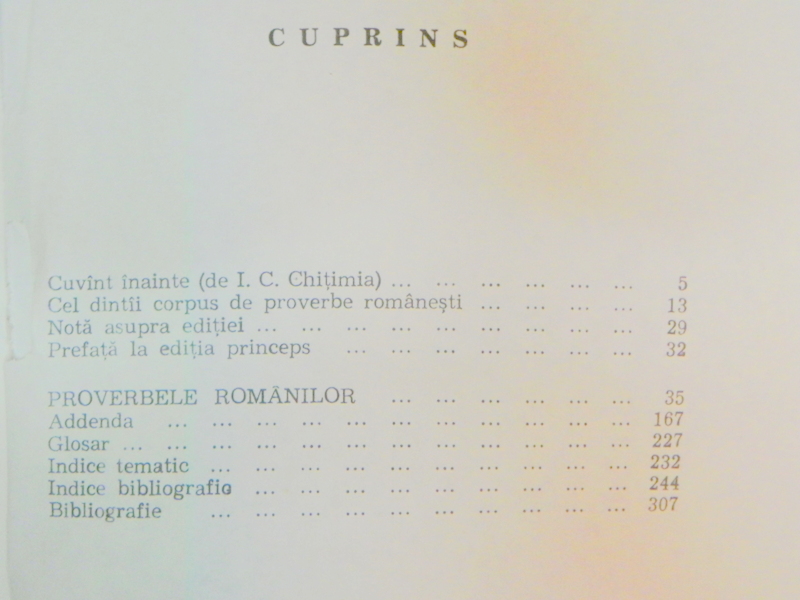 CUPRINS
Cuvînt înainte (de I. C. Chițimia) ... ... ... ... ... ... 5
Cel dintîi corpus de proverbe românești ... ... ... ... 13
Notă asupra ediției ... ... ... ... ... ... ... ... ... 29
Prefață la ediția princeps ... ... ... ... ... ... ... 32
PROVERBELE ROMÂNILOR ... ... ... ... ... ... 35
Addenda ... ... ... ... ... ... ... ... ... ... ... 167
Glosar ... ... ... ... ... ... ... ... ... ... ... ... 227
Indice tematic ... ... ... ... ... ... ... ... ... ... 232
Indice bibliografic ... ... ... ... ... ... ... ... ... 244
Bibliografie ... ... ... ... ... ... ... ... ... ... 307